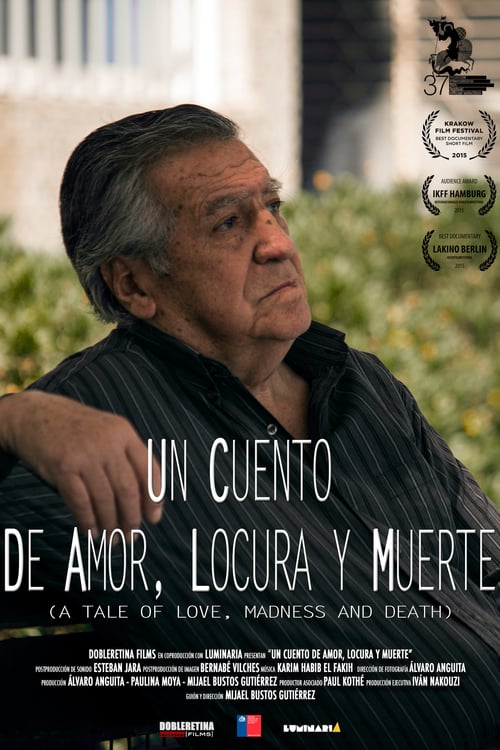 37
KRAKOW
FILM FESTIVAL
BEST DOCUMENTARY
SHORT FILM
2015
AUDIENCE AWARD
IKFF HAMBURG
2015
BEST DOCUMENTARY
LAKINO BERLIN
2015
UN CUENTO
DE AMOR, LOCURA Y MUERTE
(A TALE OF LOVE, MADNESS AND DEATH)
DOBLERETINA FILMS EN COPRODUCCIÓN CON LUMINARIA PRESENTAN "UN CUENTO DE AMOR, LOCURA Y MUERTE"
POSTPRODUCCIÓN DE SONIDO ESTEBAN JARA POSTPRODUCCIÓN DE IMAGEN BERNABÉ VILCHES MÚSICA KARIM HABIB EL FAKIH DIRECCIÓN DE FOTOGRAFÍA ÁLVARO ANGUITA
PRODUCCIÓN ÁLVARO ANGUITA - PAULINA MOYA - MIJAEL BUSTOS GUTIÉRREZ PRODUCTOR ASOCIADO PAUL KOTHÉ PRODUCCIÓN EJECUTIVA IVÁN NAKOUZI
GUIÓN Y DIRECCIÓN MIJAEL BUSTOS GUTIÉRREZ
DOBLERETINA
[FILMS]
LUMINARIA